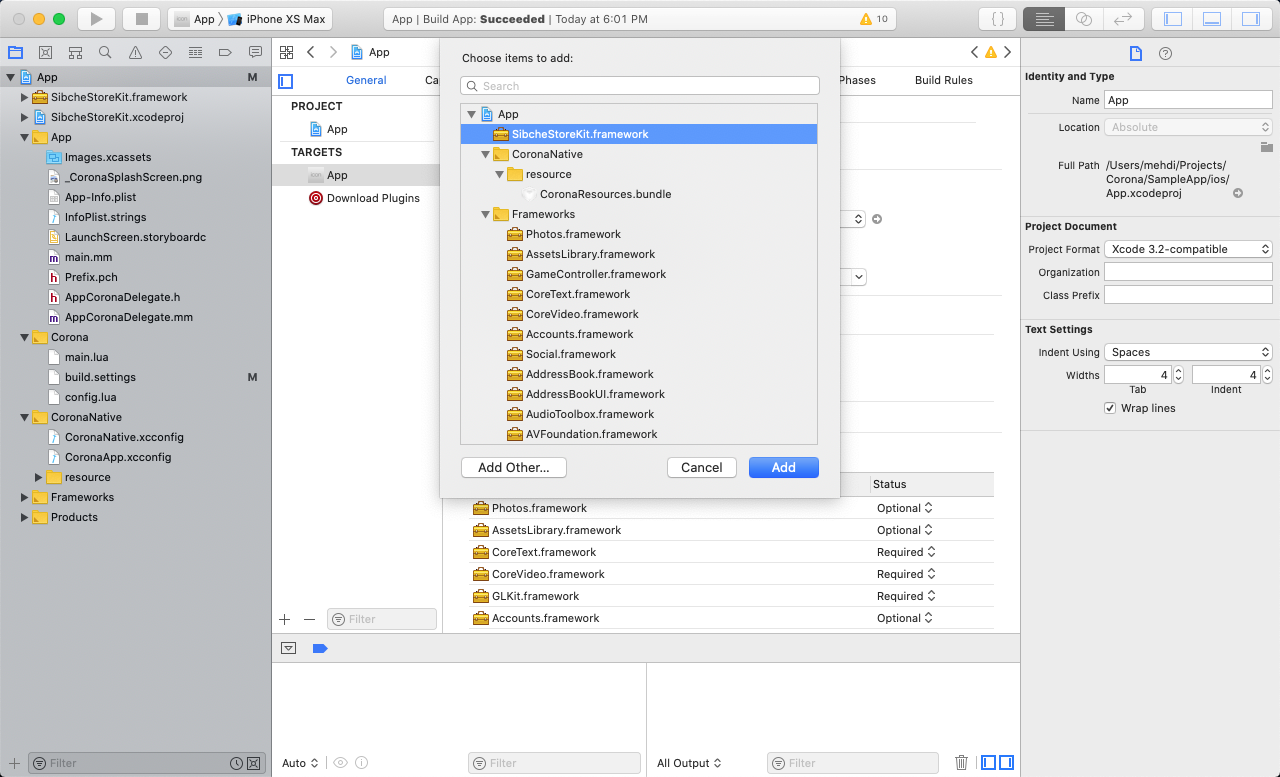 App
iPhone XS Max
App | Build App: Succeeded | Today at 6:01 PM
10
App
M
SibcheStoreKit.framework
SibcheStoreKit.xcodeproj
App
Images.xcassets
_CoronaSplashScreen.png
App-Info.plist
InfoPlist.strings
LaunchScreen.storyboardc
main.mm
Prefix.pch
AppCoronaDelegate.h
AppCoronaDelegate.mm
Corona
main.lua
build.settings
M
config.lua
CoronaNative
CoronaNative.xcconfig
CoronaApp.xcconfig
resource
Frameworks
Products
Filter
App
General
Ca
Phases
Build Rules
PROJECT
App
TARGETS
App
Download Plugins
Filter
Choose items to add:
Search
App
SibcheStoreKit.framework
CoronaNative
resource
CoronaResources.bundle
Frameworks
Photos.framework
AssetsLibrary.framework
GameController.framework
CoreText.framework
CoreVideo.framework
Accounts.framework
Social.framework
AddressBook.framework
AddressBookUI.framework
AudioToolbox.framework
AVFoundation.framework
Add Other...
Cancel
Add
Status
Photos.framework
Optional
AssetsLibrary.framework
Optional
CoreText.framework
Required
CoreVideo.framework
Required
GLKit.framework
Required
Accounts.framework
Optional
Auto
Filter
All Output
Filter
Identity and Type
Name
App
Location
Absolute
Full Path
/Users/mehdi/Projects/
Corona/SampleApp/ios/
App.xcodeproj
Project Document
Project Format
Xcode 3.2-compatible
Organization
Class Prefix
Text Settings
Indent Using
Spaces
Widths
4
4
Tab
Indent
Wrap lines